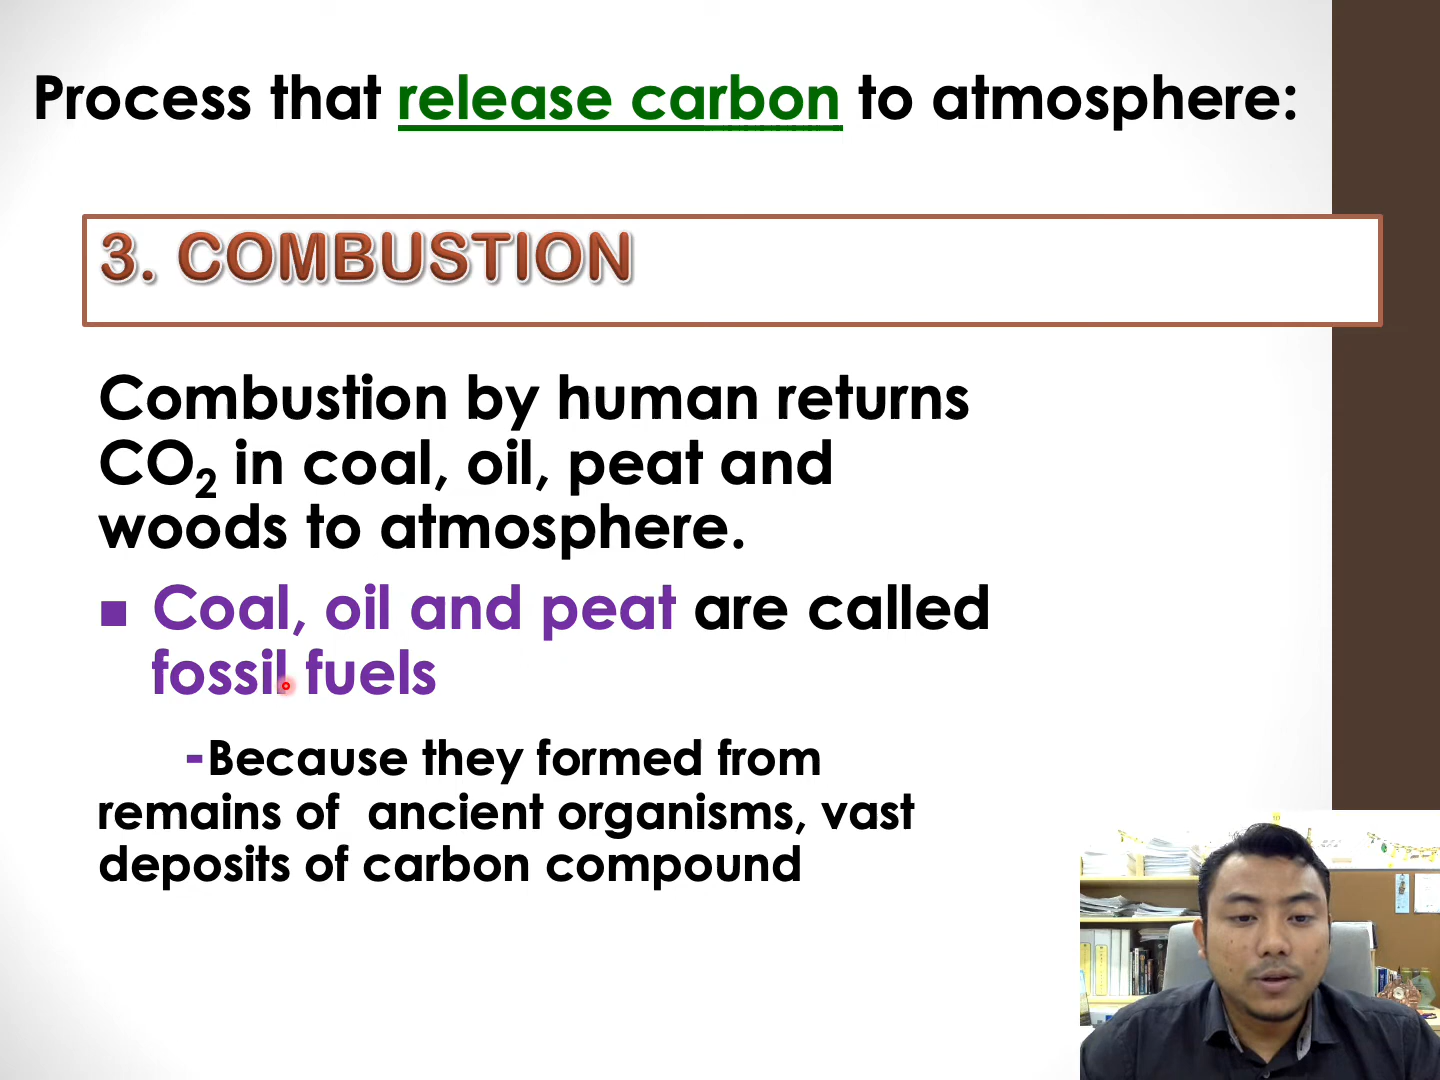 Process that release carbon to atmosphere:
3. COMBUSTION
Combustion by human returns
CO₂ in coal, oil, peat and
woods to atmosphere.
■ Coal, oil and peat are called
fossil fuels
-Because they formed from
remains of ancient organisms, vast
deposits of carbon compound